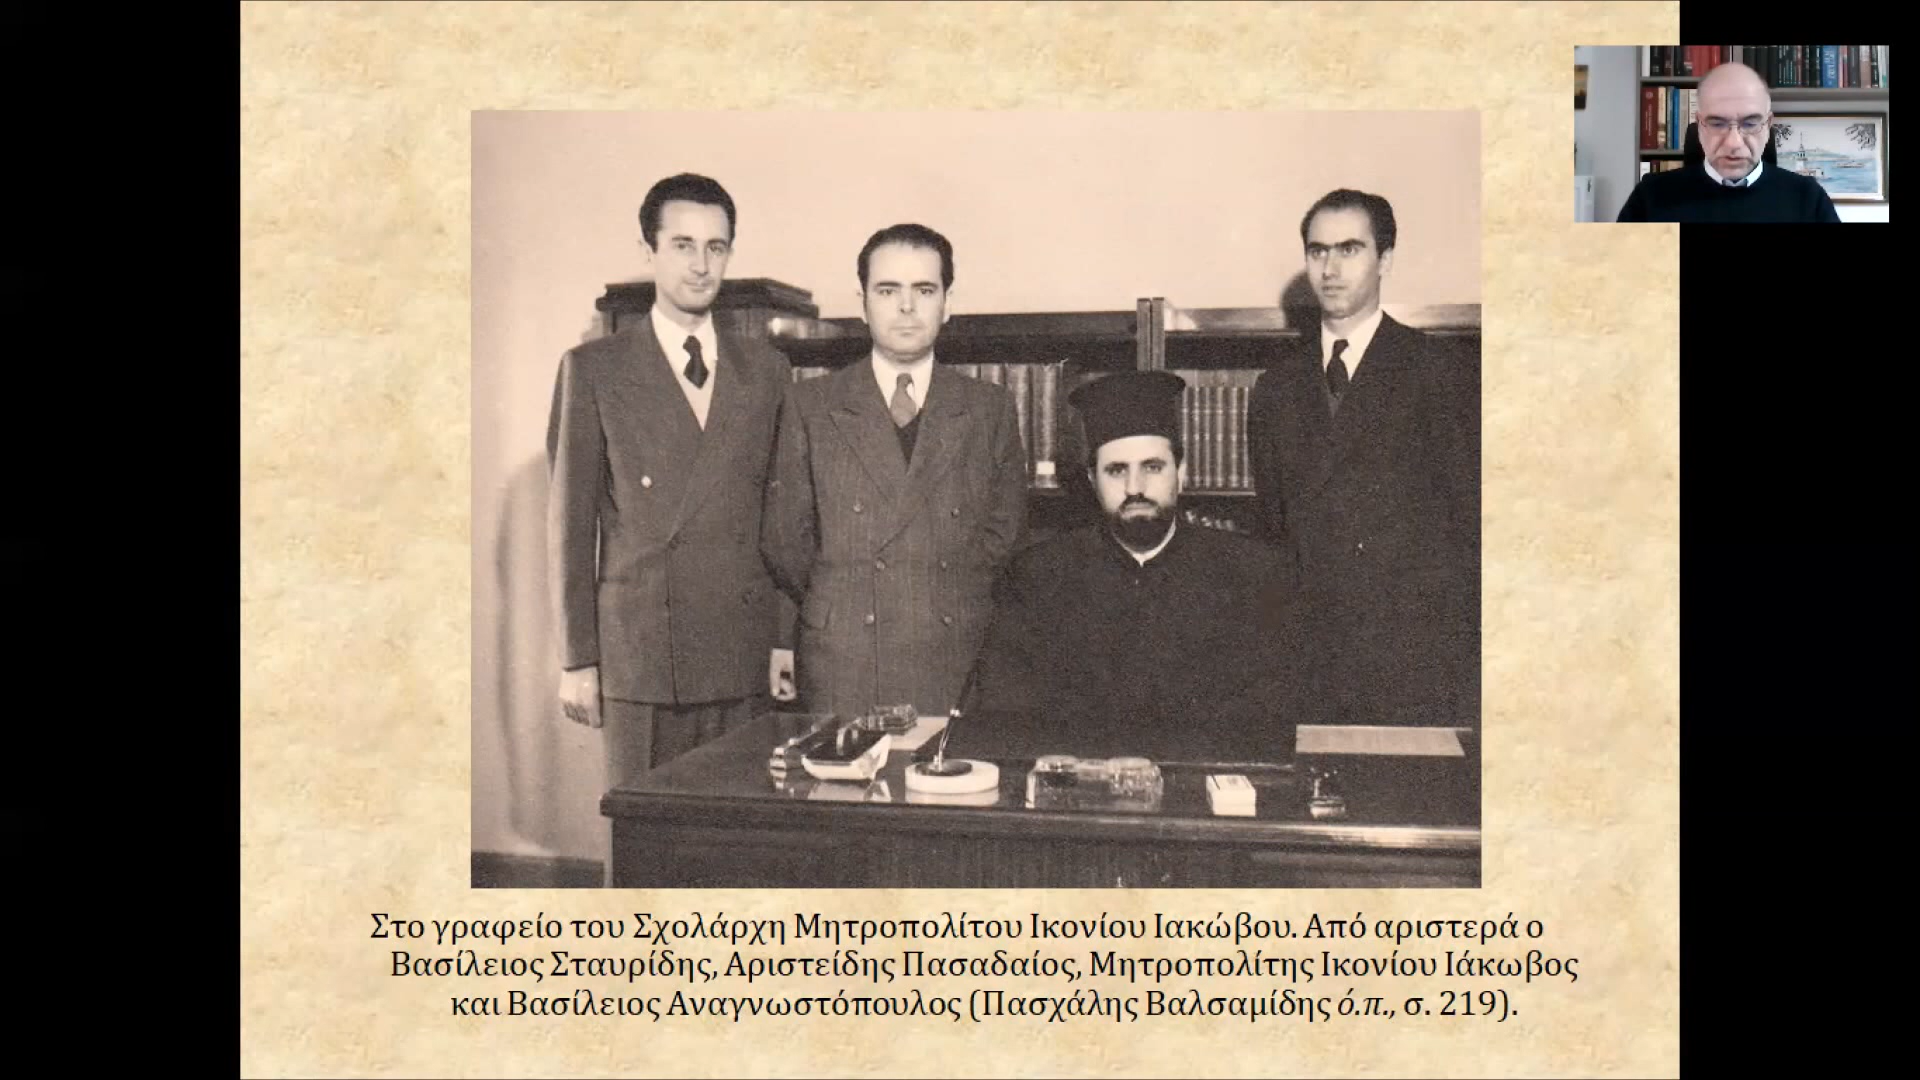 Στο γραφείο του Σχολάρχη Μητροπολίτου Ικονίου Ιακώβου. Από αριστερά ο
Βασίλειος Σταυρίδης, Αριστείδης Πασαδαίος, Μητροπολίτης Ικονίου Ιάκωβος
και Βασίλειος Αναγνωστόπουλος (Πασχάλης Βαλσαμίδης ό.π., σ. 219).